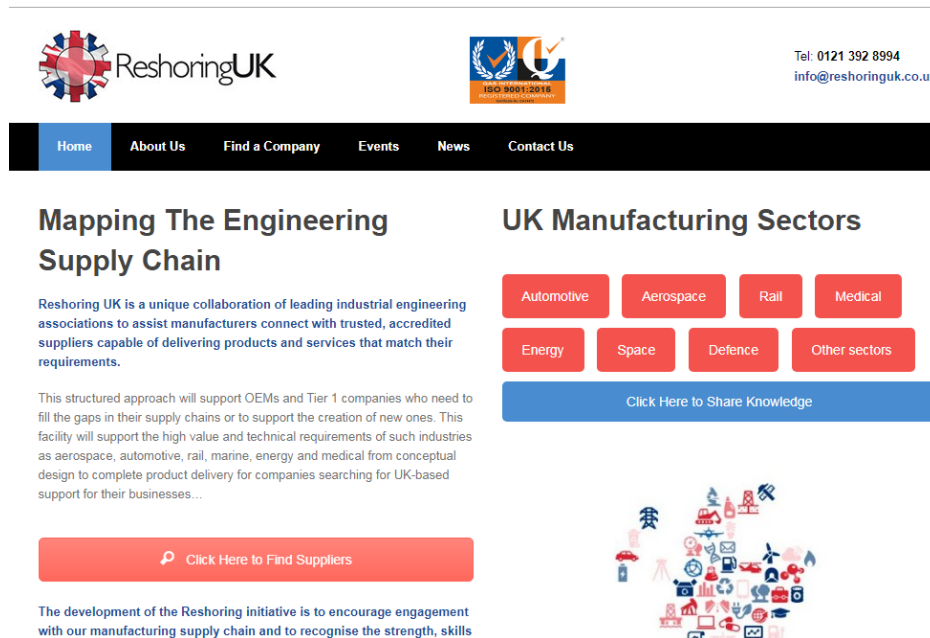 ReshoringUK
QAS INTERNATIONAL
ISO 9001:2015
REGISTERED COMPANY
Tel: 0121 392 8994
info@reshoringuk.co.u
Home
About Us
Find a Company
Events
News
Contact Us
Mapping The Engineering
Supply Chain
Reshoring UK is a unique collaboration of leading industrial engineering
associations to assist manufacturers connect with trusted, accredited
suppliers capable of delivering products and services that match their
requirements.
This structured approach will support OEMs and Tier 1 companies who need to
fill the gaps in their supply chains or to support the creation of new ones. This
facility will support the high value and technical requirements of such industries
as aerospace, automotive, rail, marine, energy and medical from conceptual
design to complete product delivery for companies searching for UK-based
support for their businesses...
Click Here to Find Suppliers
The development of the Reshoring initiative is to encourage engagement
with our manufacturing supply chain and to recognise the strength, skills
UK Manufacturing Sectors
Automotive
Aerospace
Rail
Medical
Energy
Space
Defence
Other sectors
Click Here to Share Knowledge